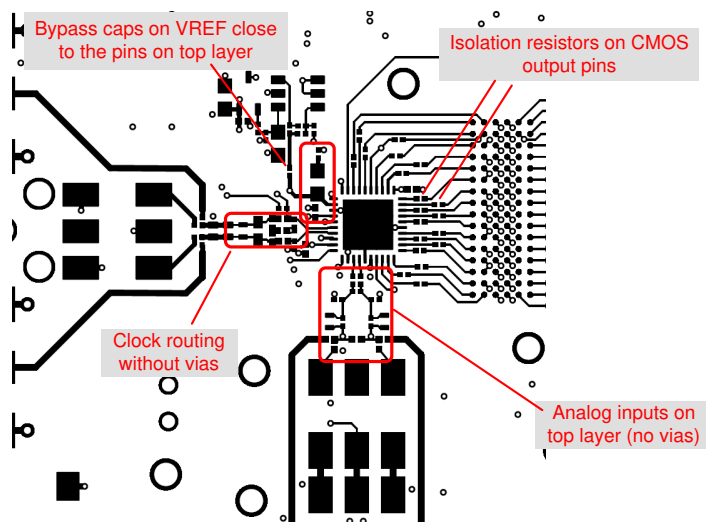 Bypass caps on VREF close
to the pins on top layer
Isolation resistors on CMOS
output pins
Clock routing
without vias
Analog inputs on
top layer (no vias)